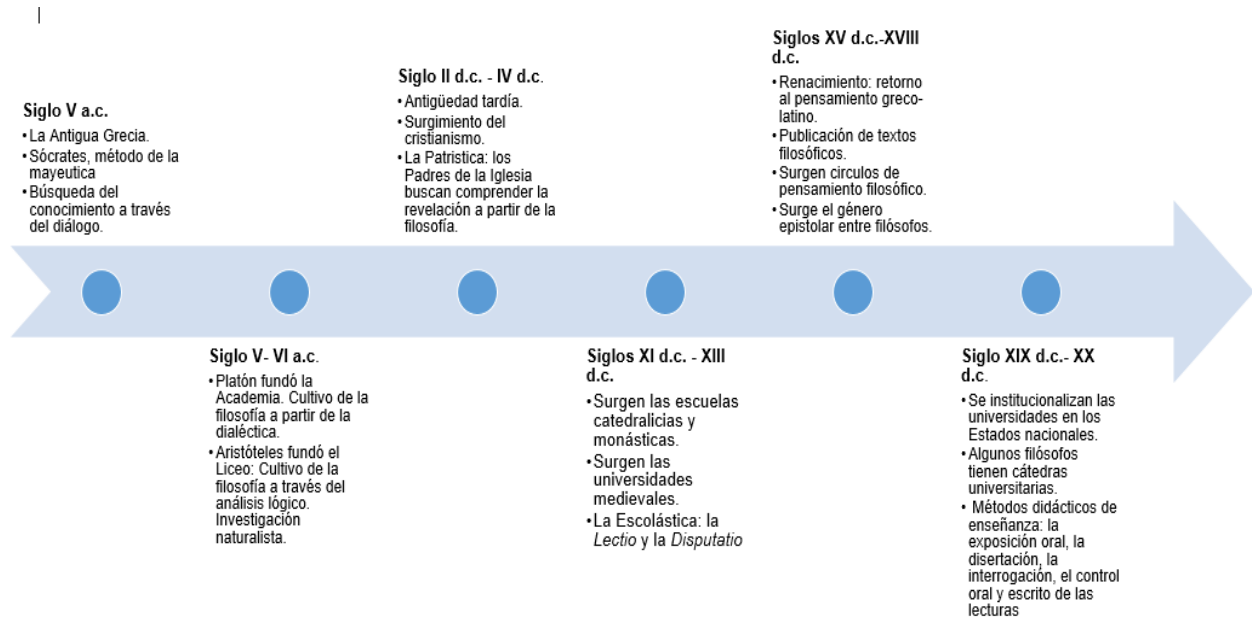 Siglo V a.c.
•La Antigua Grecia.
•Sócrates, método de la
mayeutica
•Búsqueda del
conocimiento a través
del diálogo.
Siglo V- VI a.c.
•Platón fundó la
Academia. Cultivo de la
filosofía a partir de la
dialéctica.
•Aristóteles fundó el
Liceo: Cultivo de la
filosofía a través del
análisis lógico.
Investigación
naturalista.
Siglo II d.c. - IV d.c.
•Antigüedad tardía.
•Surgimiento del
cristianismo.
•La Patristica: los
Padres de la Iglesia
buscan comprender la
revelación a partir de la
filosofía.
Siglos XI d.c. - XIII
d.c.
•Surgen las escuelas
catedralicias y
monásticas.
•Surgen las
universidades
medievales.
•La Escolástica: la
Lectio y la Disputatio
Siglos XV d.c.-XVIII
d.c.
•Renacimiento: retorno
al pensamiento greco-
latino.
•Publicación de textos
filosóficos.
•Surgen circulos de
pensamiento filosófico.
•Surge el género
epistolar entre filósofos.
Siglo XIX d.c.- XX
d.c.
•Se institucionalizan las
universidades en los
Estados nacionales.
•Algunos filósofos
tienen cátedras
universitarias.
• Métodos didácticos de
enseñanza: la
exposición oral, la
disertación, la
interrogación, el control
oral y escrito de las
lecturas